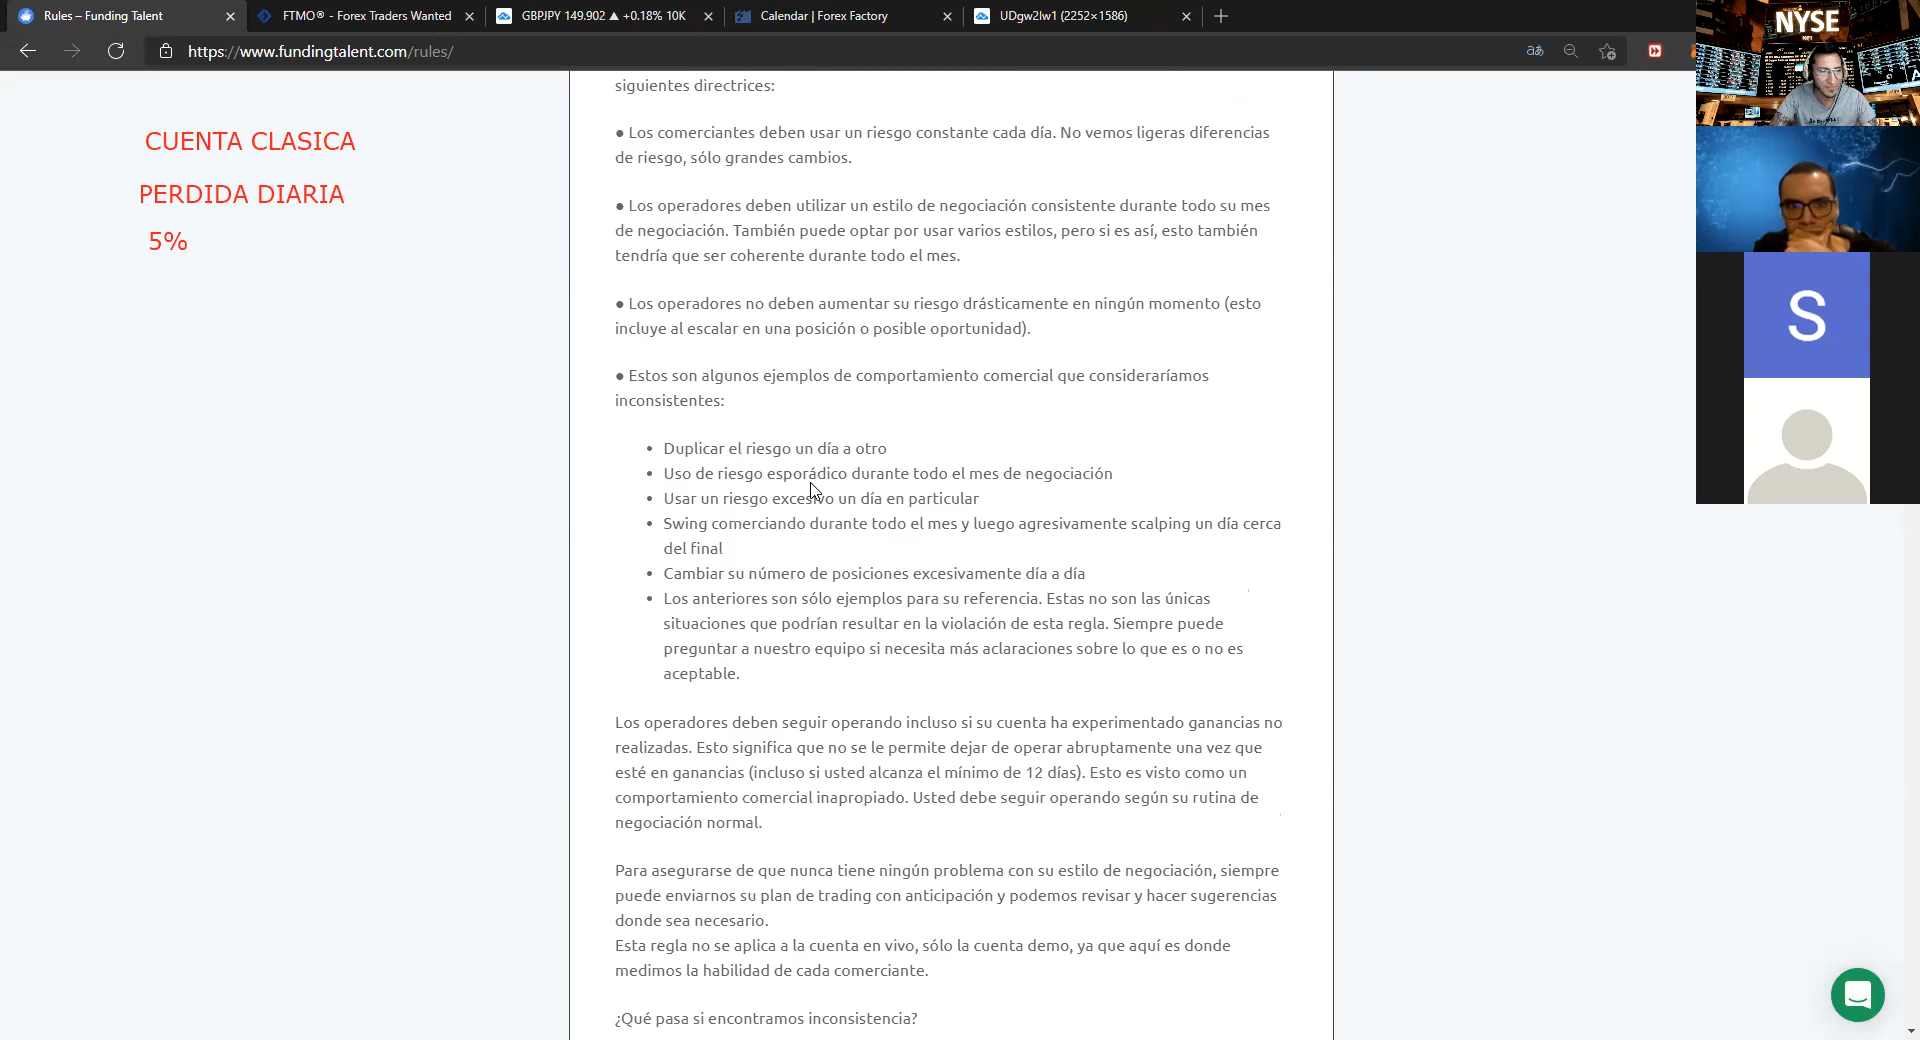 Rules – Funding Talent
FTMO® - Forex Traders Wanted
GBPJPY 149.902 ▲ +0.18% 10K
Calendar | Forex Factory
UDgw2lw1 (2252×1586)
https://www.fundingtalent.com/rules/
NYSE
CUENTA CLASICA
PERDIDA DIARIA
5%
S
siguientes directrices:
● Los comerciantes deben usar un riesgo constante cada día. No vemos ligeras diferencias
de riesgo, sólo grandes cambios.
● Los operadores deben utilizar un estilo de negociación consistente durante todo su mes
de negociación. También puede optar por usar varios estilos, pero si es así, esto también
tendría que ser coherente durante todo el mes.
● Los operadores no deben aumentar su riesgo drásticamente en ningún momento (esto
incluye al escalar en una posición o posible oportunidad).
● Estos son algunos ejemplos de comportamiento comercial que consideraríamos
inconsistentes:
• Duplicar el riesgo un día a otro
• Uso de riesgo esporádico durante todo el mes de negociación
• Usar un riesgo excesivo un día en particular
• Swing comerciando durante todo el mes y luego agresivamente scalping un día cerca
del final
• Cambiar su número de posiciones excesivamente día a día
• Los anteriores son sólo ejemplos para su referencia. Estas no son las únicas
situaciones que podrían resultar en la violación de esta regla. Siempre puede
preguntar a nuestro equipo si necesita más aclaraciones sobre lo que es o no es
aceptable.
Los operadores deben seguir operando incluso si su cuenta ha experimentado ganancias no
realizadas. Esto significa que no se le permite dejar de operar abruptamente una vez que
esté en ganancias (incluso si usted alcanza el mínimo de 12 días). Esto es visto como un
comportamiento comercial inapropiado. Usted debe seguir operando según su rutina de
negociación normal.
Para asegurarse de que nunca tiene ningún problema con su estilo de negociación, siempre
puede enviarnos su plan de trading con anticipación y podemos revisar y hacer sugerencias
donde sea necesario.
Esta regla no se aplica a la cuenta en vivo, sólo la cuenta demo, ya que aquí es donde
medimos la habilidad de cada comerciante.
¿Qué pasa si encontramos inconsistencia?